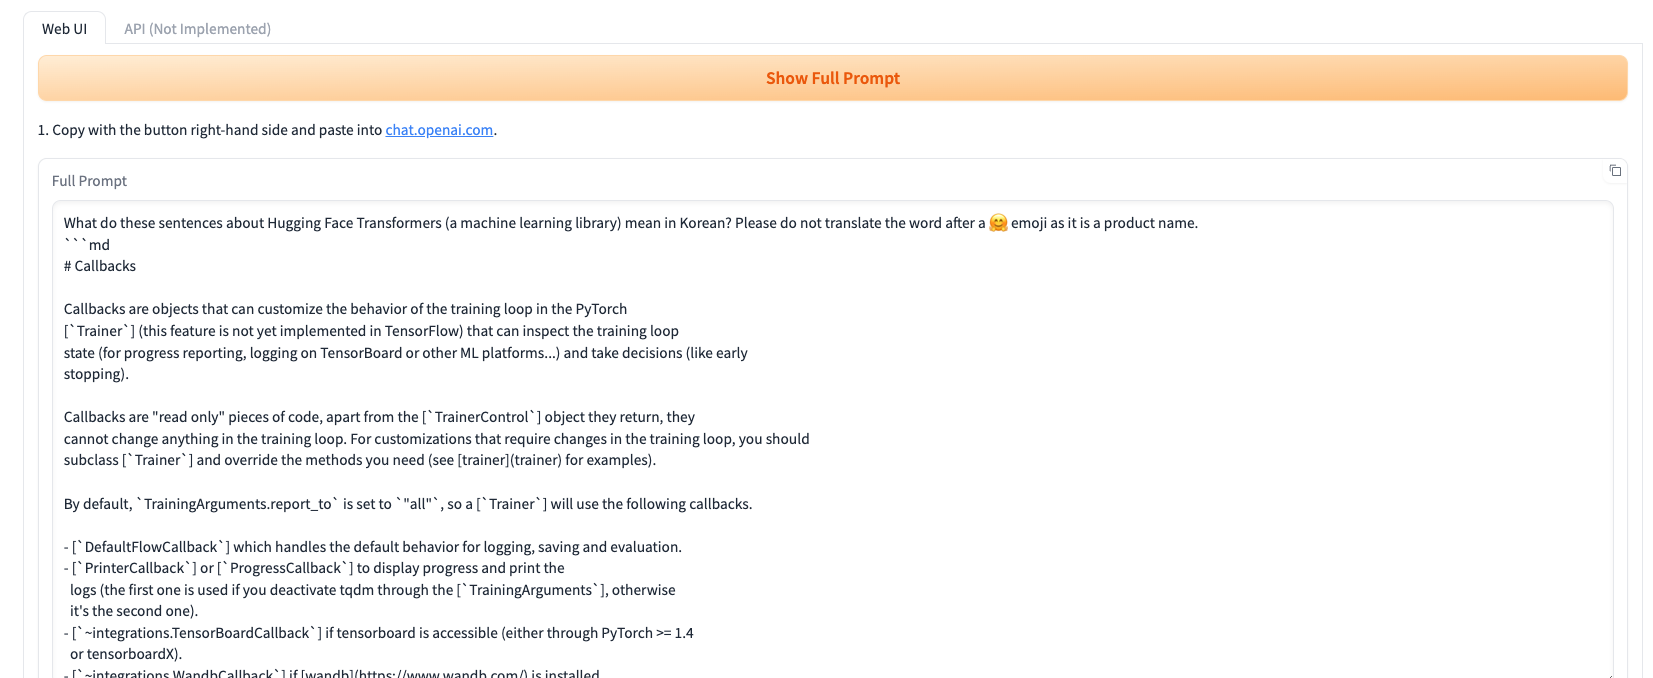 Web UI
API (Not Implemented)
Show Full Prompt
1. Copy with the button right-hand side and paste into chat.openai.com.
Full Prompt
What do these sentences about Hugging Face Transformers (a machine learning library) mean in Korean? Please do not translate the word after a 🤗 emoji as it is a product name.
```md
# Callbacks
Callbacks are objects that can customize the behavior of the training loop in the PyTorch
[`Trainer`] (this feature is not yet implemented in TensorFlow) that can inspect the training loop
state (for progress reporting, logging on TensorBoard or other ML platforms...) and take decisions (like early
stopping).
Callbacks are "read only" pieces of code, apart from the [`TrainerControl`] object they return, they
cannot change anything in the training loop. For customizations that require changes in the training loop, you should
subclass [`Trainer`] and override the methods you need (see [trainer](trainer) for examples).
By default, `TrainingArguments.report_to` is set to `"all"`, so a [`Trainer`] will use the following callbacks.
- [`DefaultFlowCallback`] which handles the default behavior for logging, saving and evaluation.
- [`PrinterCallback`] or [`ProgressCallback`] to display progress and print the
logs (the first one is used if you deactivate tqdm through the [`TrainingArguments`], otherwise
it's the second one).
- [`~integrations.TensorBoardCallback`] if tensorboard is accessible (either through PyTorch >= 1.4
or tensorboardX).
- [`~integrations.WandbCallback`] if [wandb](https://www.wandb.com/) is installed.